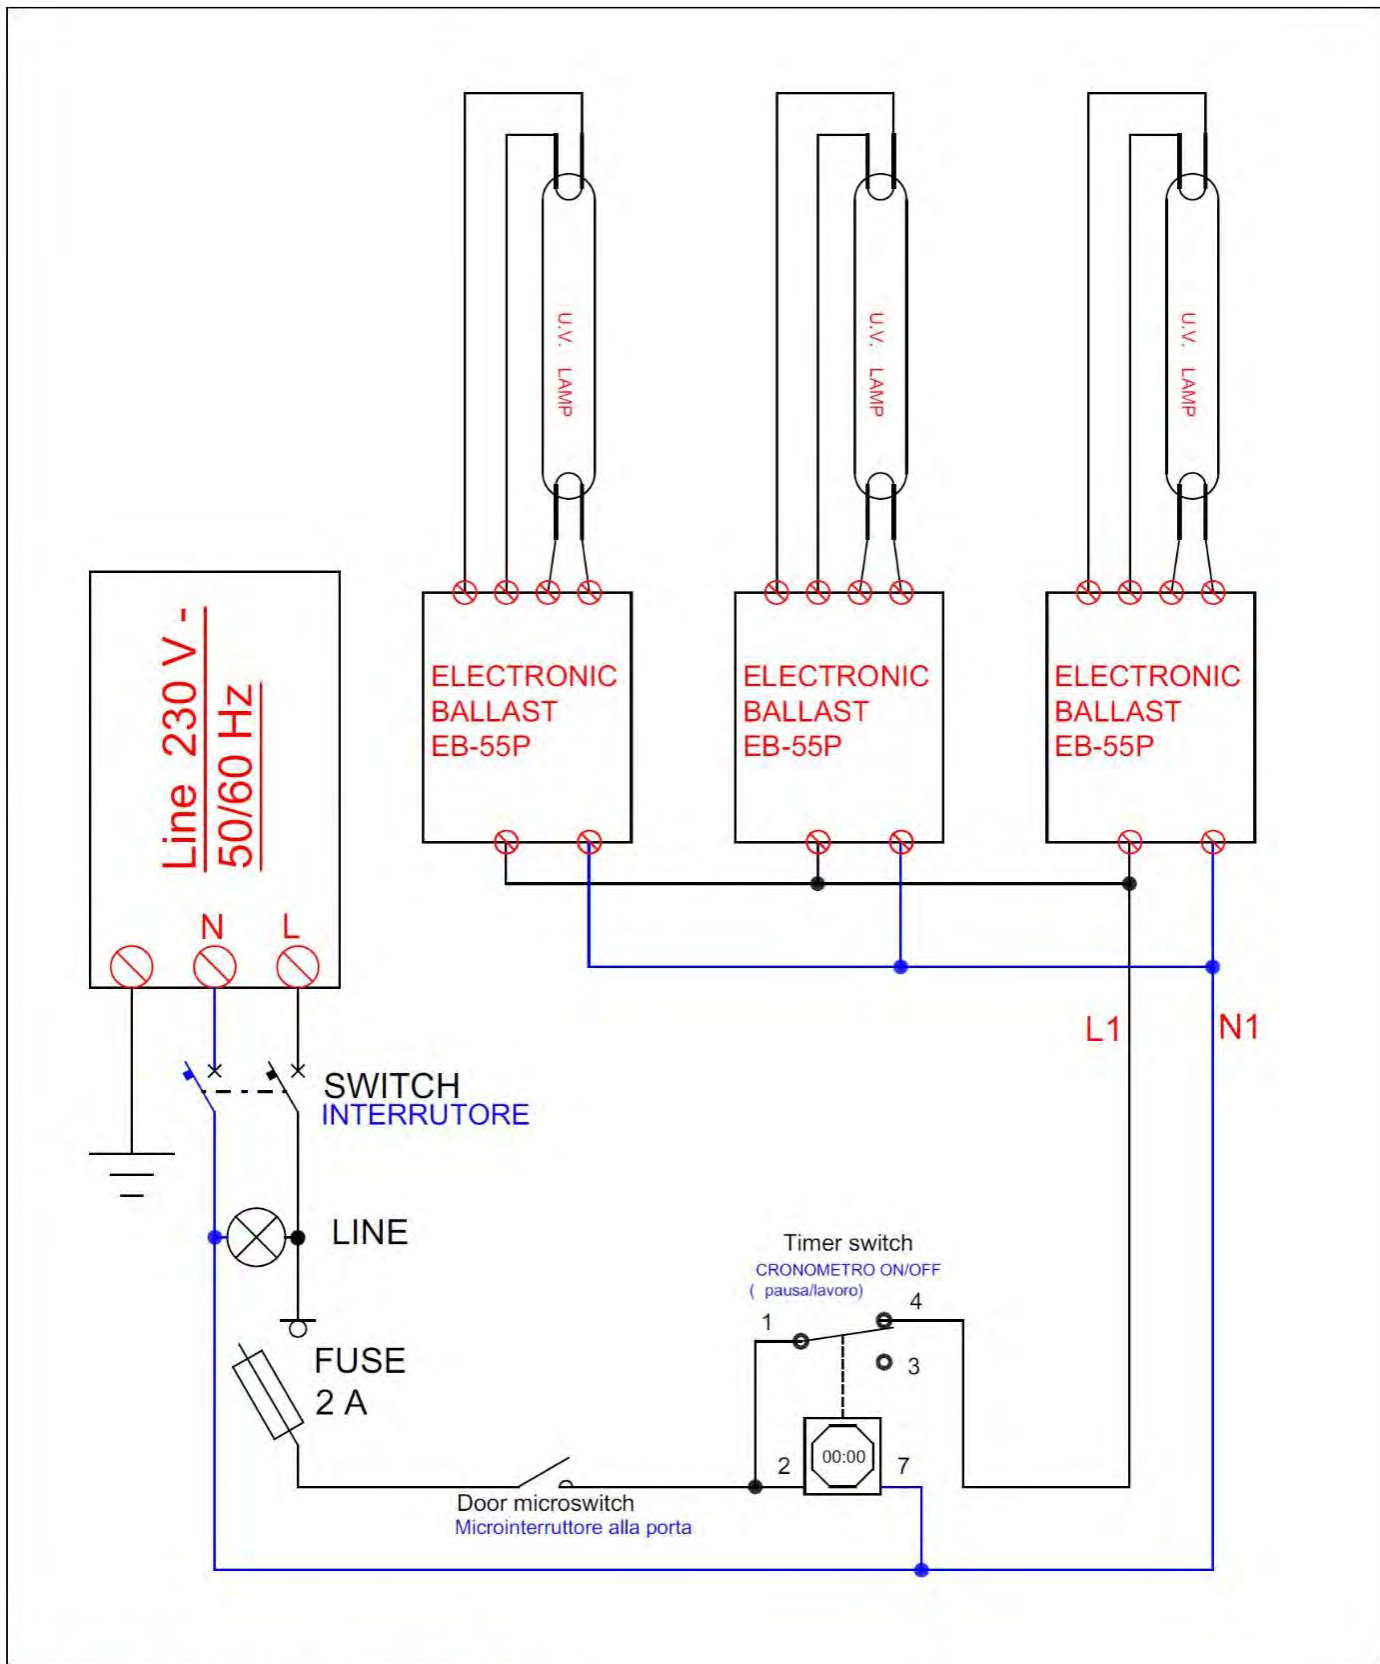 U.V. LAMP
U.V. LAMP
U.V. LAMP
Line 230 V -
50/60 Hz
N
L
ELECTRONIC
BALLAST
EB-55P
ELECTRONIC
BALLAST
EB-55P
ELECTRONIC
BALLAST
EB-55P
L1
N1
SWITCH
INTERRUTORE
LINE
FUSE
2 A
Timer switch
CRONOMETRO ON/OFF
( pausa/lavoro)
1
4
3
2
00:00
7
Door microswitch
Microinterruttore alla porta